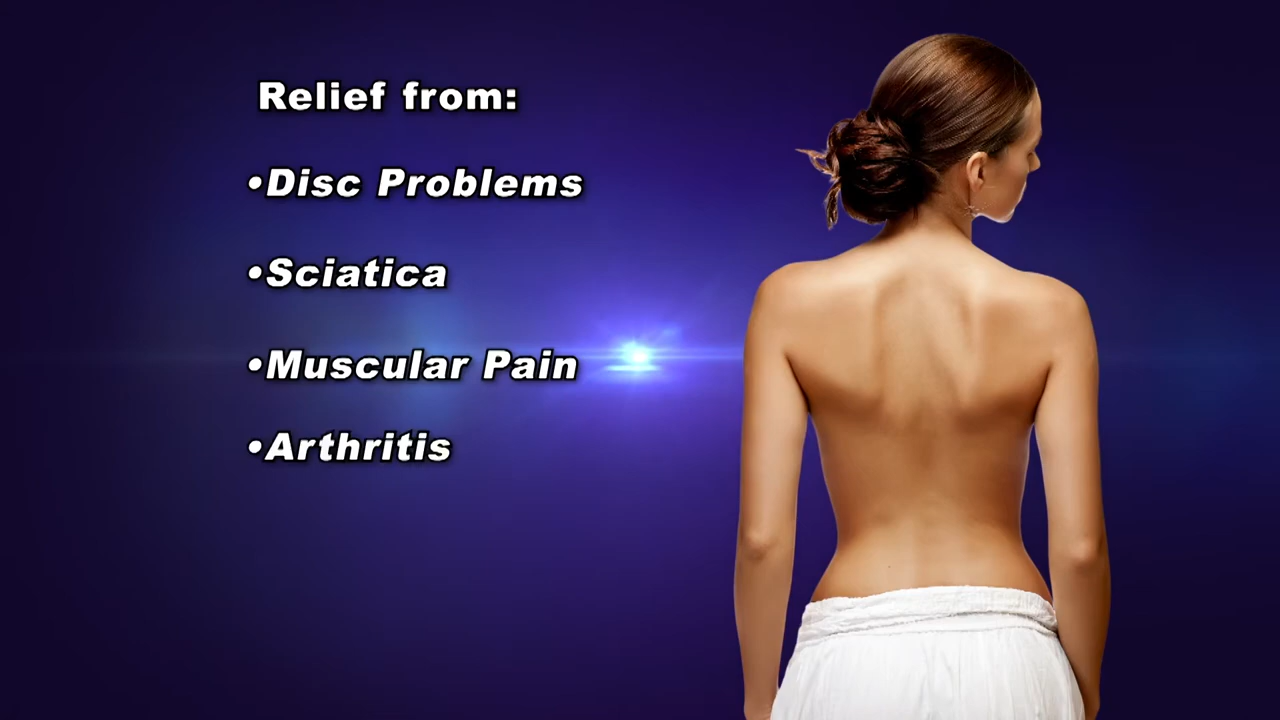 Relief from:
•Disc Problems
•Sciatica
•Muscular Pain
•Arthritis